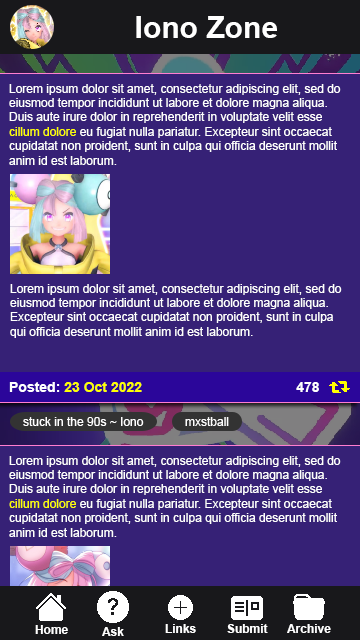 Iono Zone
Lorem ipsum dolor sit amet, consectetur adipiscing elit, sed do
eiusmod tempor incididunt ut labore et dolore magna aliqua.
Duis aute irure dolor in reprehenderit in voluptate velit esse
cillum dolore eu fugiat nulla pariatur. Excepteur sint occaecat
cupidatat non proident, sunt in culpa qui officia deserunt mollit
anim id est laborum.
Lorem ipsum dolor sit amet, consectetur adipiscing elit, sed do
eiusmod tempor incididunt ut labore et dolore magna aliqua.
Excepteur sint occaecat cupidatat non proident, sunt in culpa
qui officia deserunt mollit anim id est laborum.
Posted: 23 Oct 2022 478
stuck in the 90s ~ Iono mxstball
Lorem ipsum dolor sit amet, consectetur adipiscing elit, sed do
eiusmod tempor incididunt ut labore et dolore magna aliqua.
Duis aute irure dolor in reprehenderit in voluptate velit esse
cillum dolore eu fugiat nulla pariatur. Excepteur sint occaecat
cupidatat non proident, sunt in culpa qui officia deserunt mollit
anim id est laborum.
Home Ask Links Submit Archive